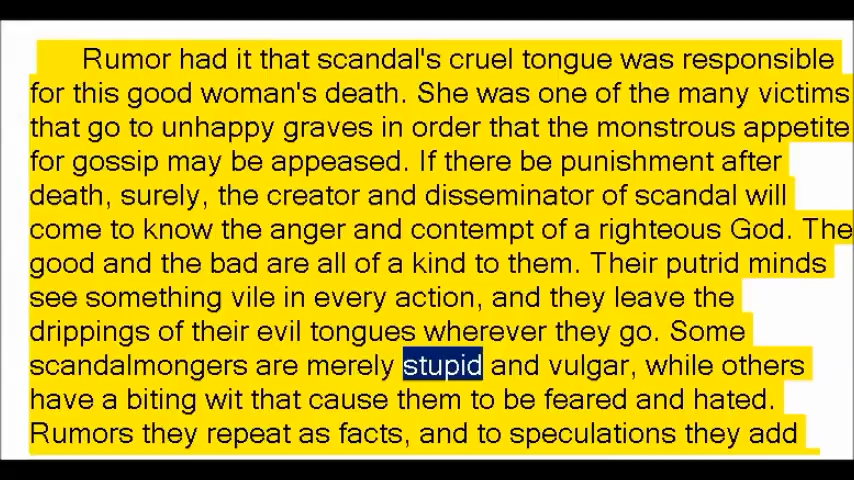 Rumor had it that scandal's cruel tongue was responsible
for this good woman's death. She was one of the many victims
that go to unhappy graves in order that the monstrous appetite
for gossip may be appeased. If there be punishment after
death, surely, the creator and disseminator of scandal will
come to know the anger and contempt of a righteous God. The
good and the bad are all of a kind to them. Their putrid minds
see something vile in every action, and they leave the
drippings of their evil tongues wherever they go. Some
scandalmongers are merely stupid and vulgar, while others
have a biting wit that cause them to be feared and hated.
Rumors they repeat as facts, and to speculations they add